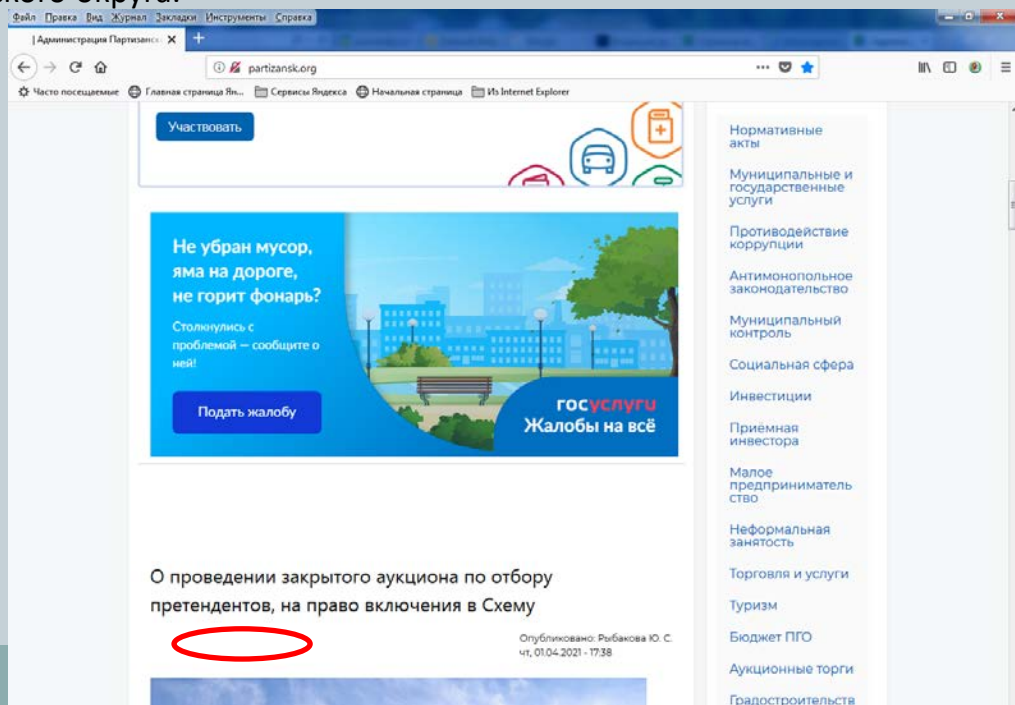 ского округа.
Файл Правка Вид Журнал Закладки Инструменты Справка
| Администрация Партизанс
partizansk.org
Часто посещаемые Главная страница Ян... Сервисы Яндекса Начальная страница Из Internet Explorer
Участвовать
Не убран мусор,
яма на дороге,
не горит фонарь?
Столкнулись с
проблемой — сообщите о
ней!
Подать жалобу
госуслуги
Жалобы на всё
О проведении закрытого аукциона по отбору
претендентов, на право включения в Схему
Опубликовано: Рыбакова Ю. С.
чт, 01.04.2021 - 17:38
Нормативные
акты
Муниципальные и
государственные
услуги
Противодействие
коррупции
Антимонопольное
законодательство
Муниципальный
контроль
Социальная сфера
Инвестиции
Приёмная
инвестора
Малое
предприниматель
ство
Неформальная
занятость
Торговля и услуги
Туризм
Бюджет ПГО
Аукционные торги
Градостроительств